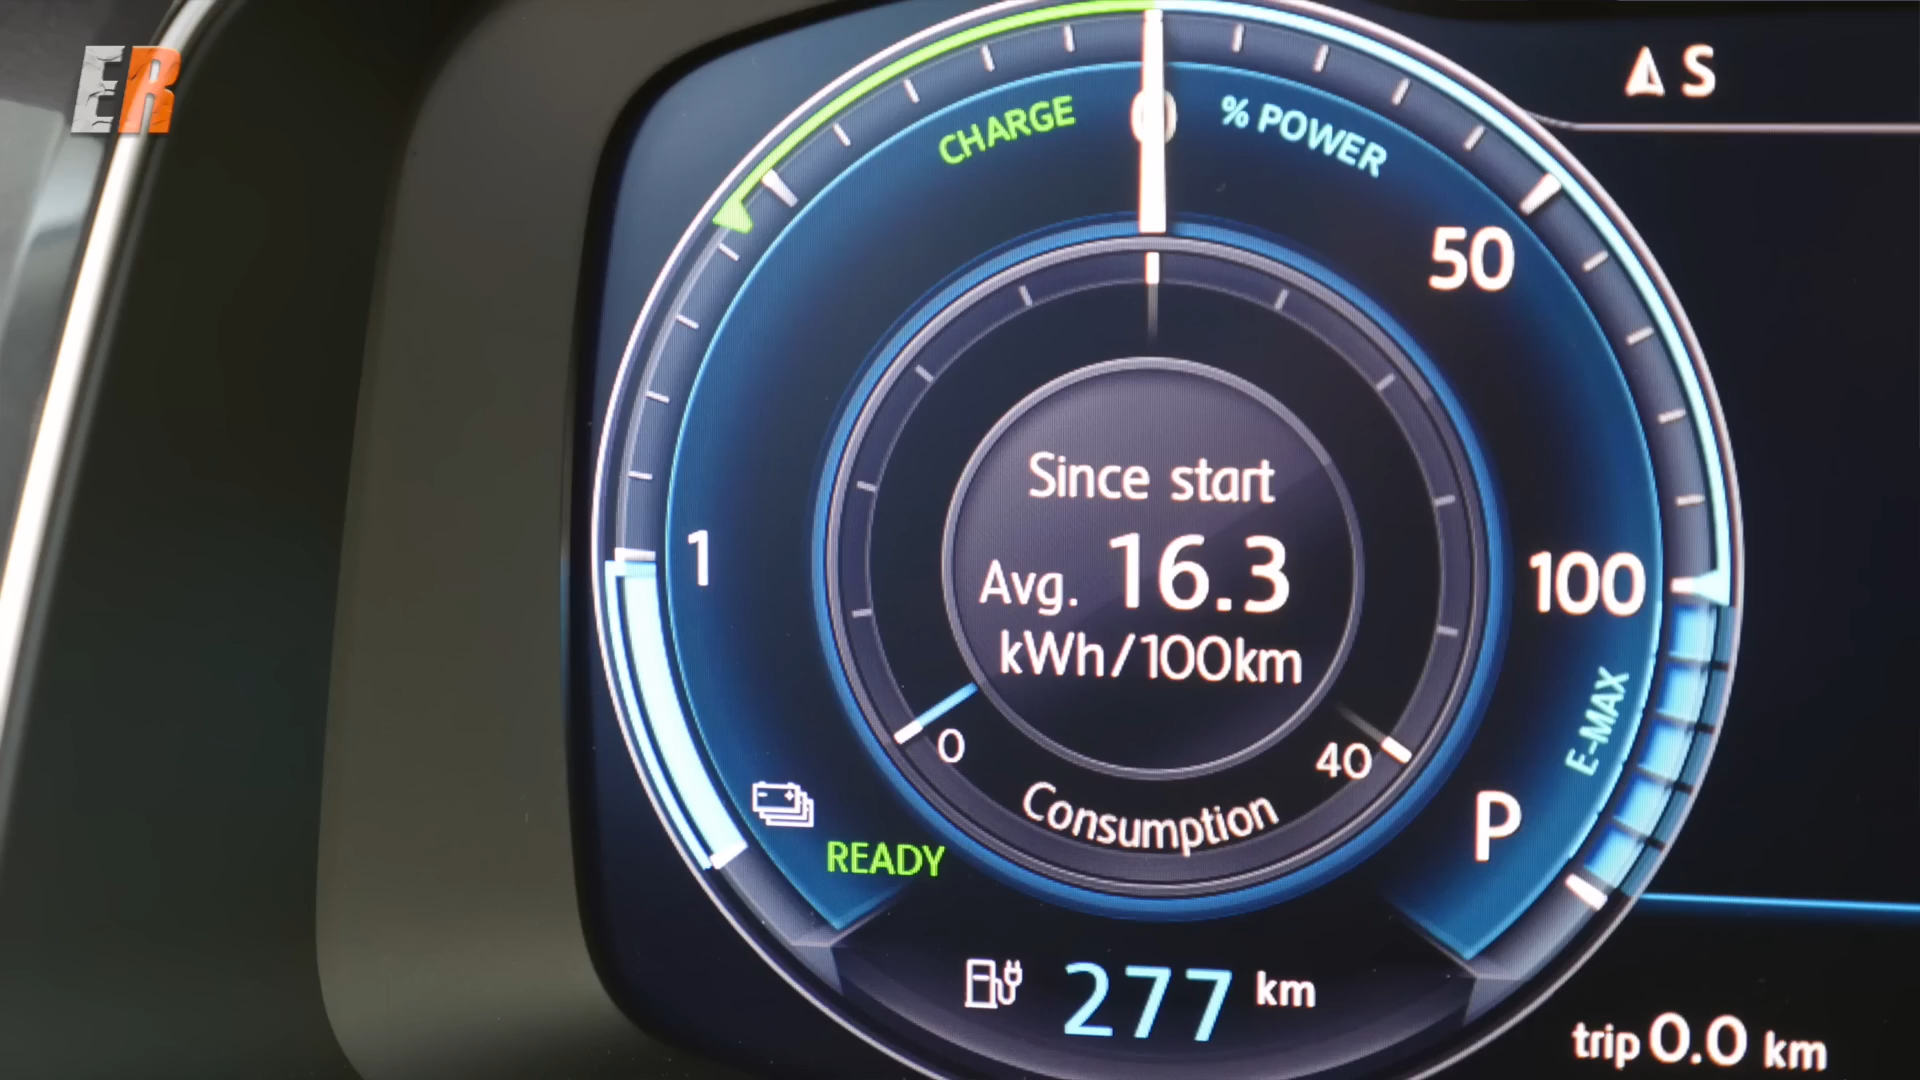 ER
S
CHARGE
0
% POWER
50
Since start
Avg. 16.3
kWh/100km
1
100
E-MAX
0
40
Consumption
P
READY
277 km
trip 0.0 km